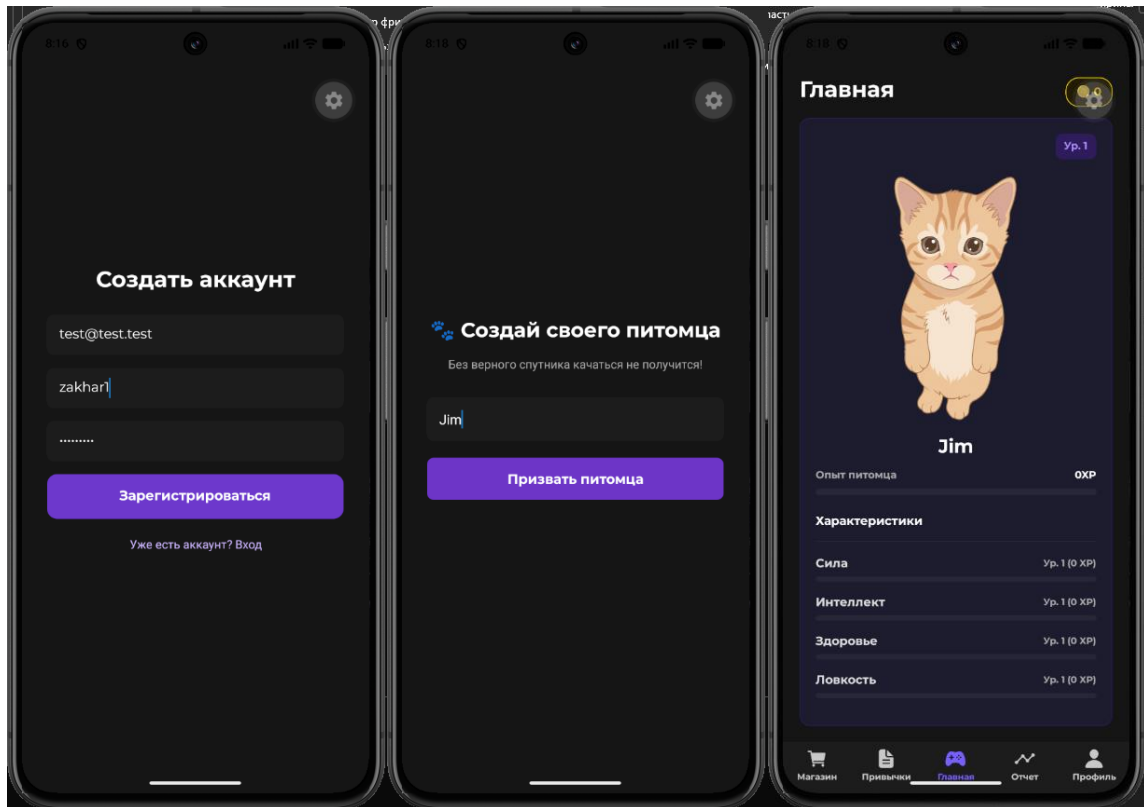 8:16
Создать аккаунт
test@test.test
zakhar1
Зарегистрироваться
Уже есть аккаунт? Вход
8:18
🐾 Создай своего питомца
Без верного спутника качаться не получится!
Jim
Призвать питомца
8:18
Главная
0
Ур. 1
Jim
Опыт питомца 0XP
Характеристики
Сила Ур. 1 (0 XP)
Интеллект Ур. 1 (0 XP)
Здоровье Ур. 1 (0 XP)
Ловкость Ур. 1 (0 XP)
Магазин Привычки Главная Отчет Профиль